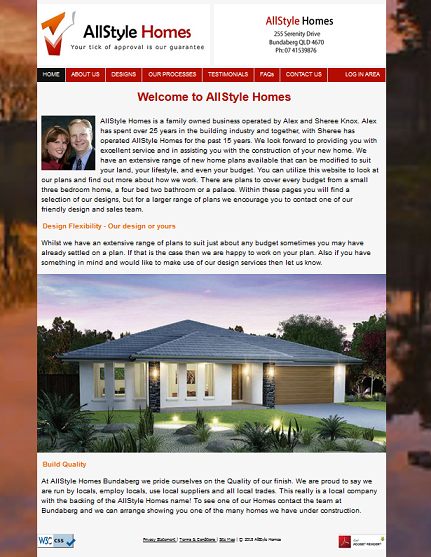 AllStyle Homes
Your tick of approval is our guarantee
AllStyle Homes
255 Serenity Drive
Bundaberg QLD 4670
Ph: 07 41539876
HOME ABOUT US DESIGNS OUR PROCESSES TESTIMONIALS FAQs CONTACT US LOG IN AREA
Welcome to AllStyle Homes
AllStyle Homes is a family owned business operated by Alex and Sheree Knox. Alex
has spent over 25 years in the building industry and together, with Sheree has
operated AllStyle Homes for the past 15 years. We look forward to providing you with
excellent service and in assisting you with the construction of your new home. We
have an extensive range of new home plans available that can be modified to suit
your land, your lifestyle, and even your budget. You can utilize this website to look at
our plans and find out more about how we work. There are plans to cover every budget from a small
three bedroom home, a four bed two bathroom or a palace. Within these pages you will find a
selection of our designs, but for a larger range of plans we encourage you to contact one of our
friendly design and sales team.
Design Flexibility - Our design or yours
Whilst we have an extensive range of plans to suit just about any budget sometimes you may have
already settled on a plan. If that is the case then we are happy to work on your plan. Also if you have
something in mind and would like to make use of our design services then let us know.
Build Quality
At AllStyle Homes Bundaberg we pride ourselves on the Quality of our finish. We are proud to say we
are run by locals, employ locals, use local suppliers and all local trades. This really is a local company
with the backing of the AllStyle Homes name! To see one of our Homes contact the team at
Bundaberg and we can arrange showing you one of the many homes we have under construction.
W3C css
Privacy Statement | Terms & Conditions | Site Map | © 2013 AllStyle Homes
Get ADOBE READER